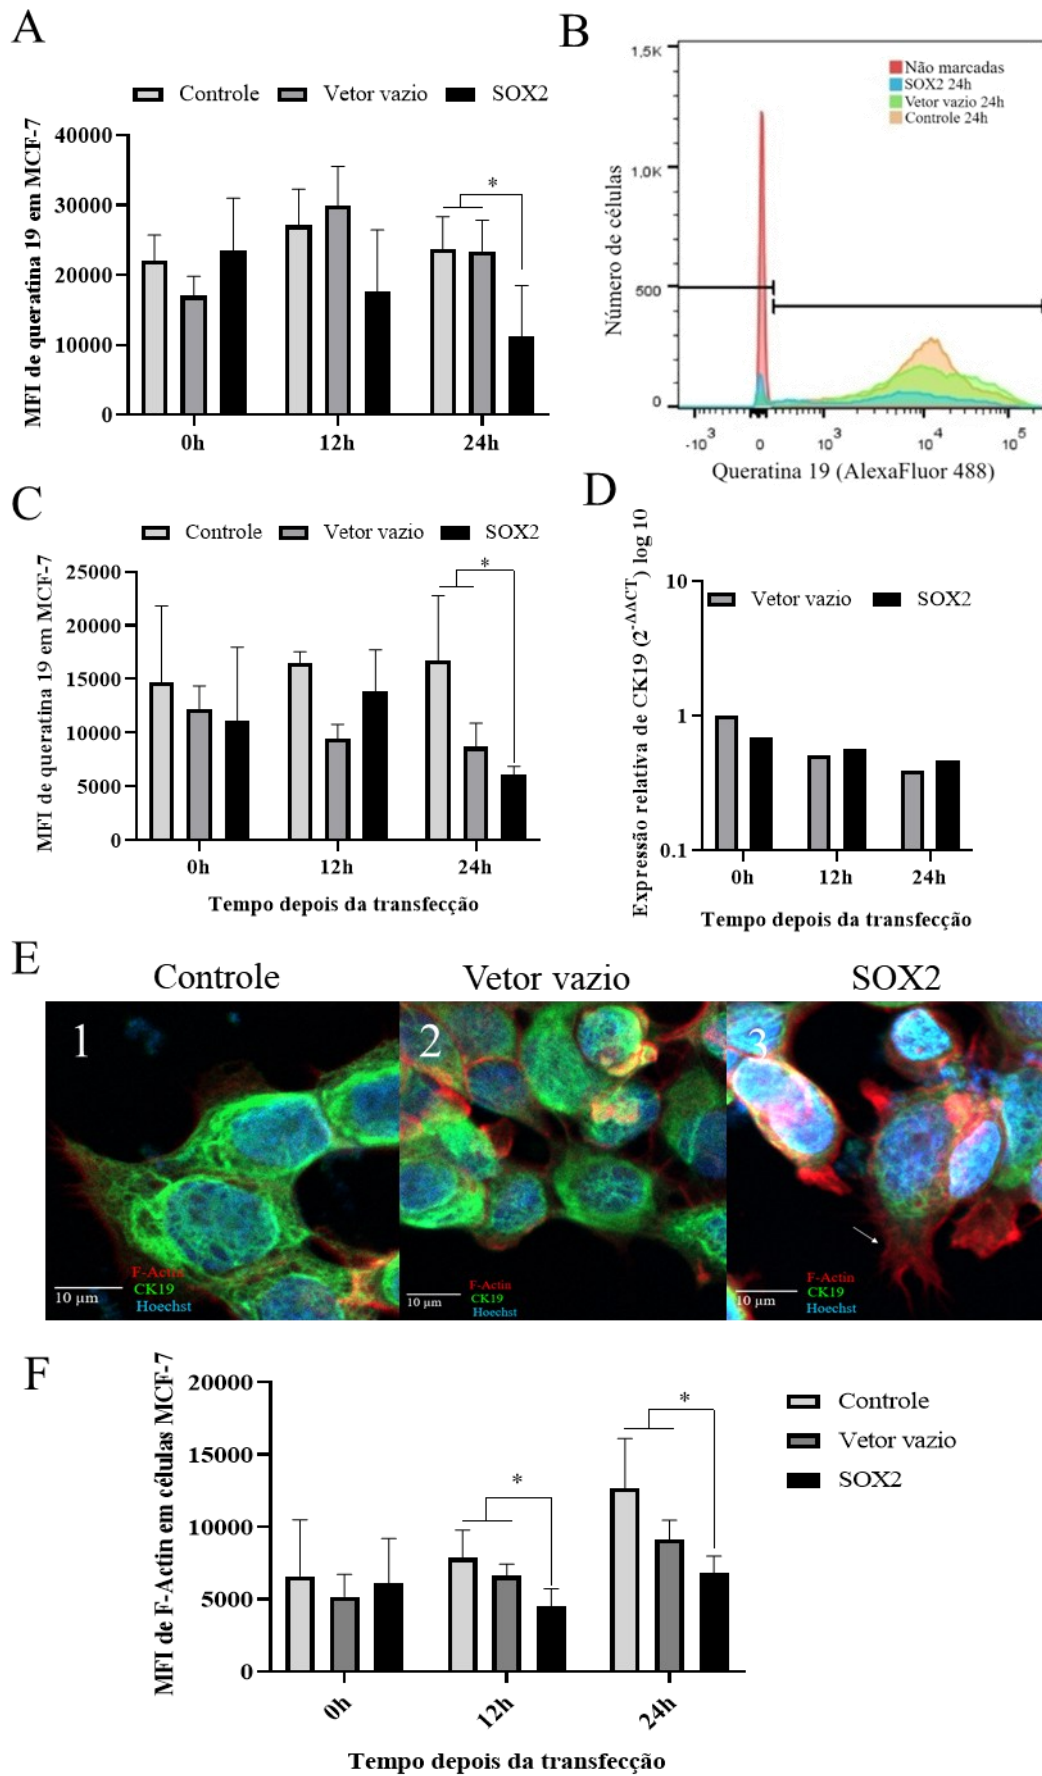 A
Controle Vetor vazio SOX2
MFI de queratina 19 em MCF-7
40000
30000
20000
10000
0
*
0h 12h 24h
B
Número de células
1,5K
1,0K
500
0
Não marcadas
SOX2 24h
Vetor vazio 24h
Controle 24h
-10³ 0 10³ 10⁴ 10⁵
Queratina 19 (AlexaFluor 488)
C
Controle Vetor vazio SOX2
MFI de queratina 19 em MCF-7
25000
20000
15000
10000
5000
0
*
0h 12h 24h
Tempo depois da transfecção
D
Expressão relativa de CK19 (2^-ΔΔCT) log 10
10
1
0.1
Vetor vazio SOX2
0h 12h 24h
Tempo depois da transfecção
E
Controle Vetor vazio SOX2
1
10 µm
F-Actin
CK19
Hoechst
2
10 µm
F-Actin
CK19
Hoechst
3
10 µm
F-Actin
CK19
Hoechst
F
MFI de F-Actin em células MCF-7
20000
15000
10000
5000
0
*
*
Controle
Vetor vazio
SOX2
0h 12h 24h
Tempo depois da transfecção